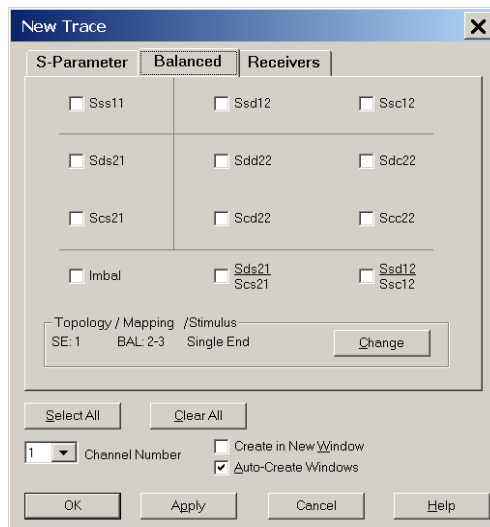 New Trace
S-Parameter Balanced Receivers
Sss11 Ssd12 Ssc12
Sds21 Sdd22 Sdc22
Scs21 Scd22 Scc22
Imbal Sds21 Ssd12
Scs21 Ssc12
Topology / Mapping /Stimulus
SE: 1 BAL: 2-3 Single End Change
Select All Clear All
1 Channel Number
Create in New Window
Auto-Create Windows
OK Apply Cancel Help